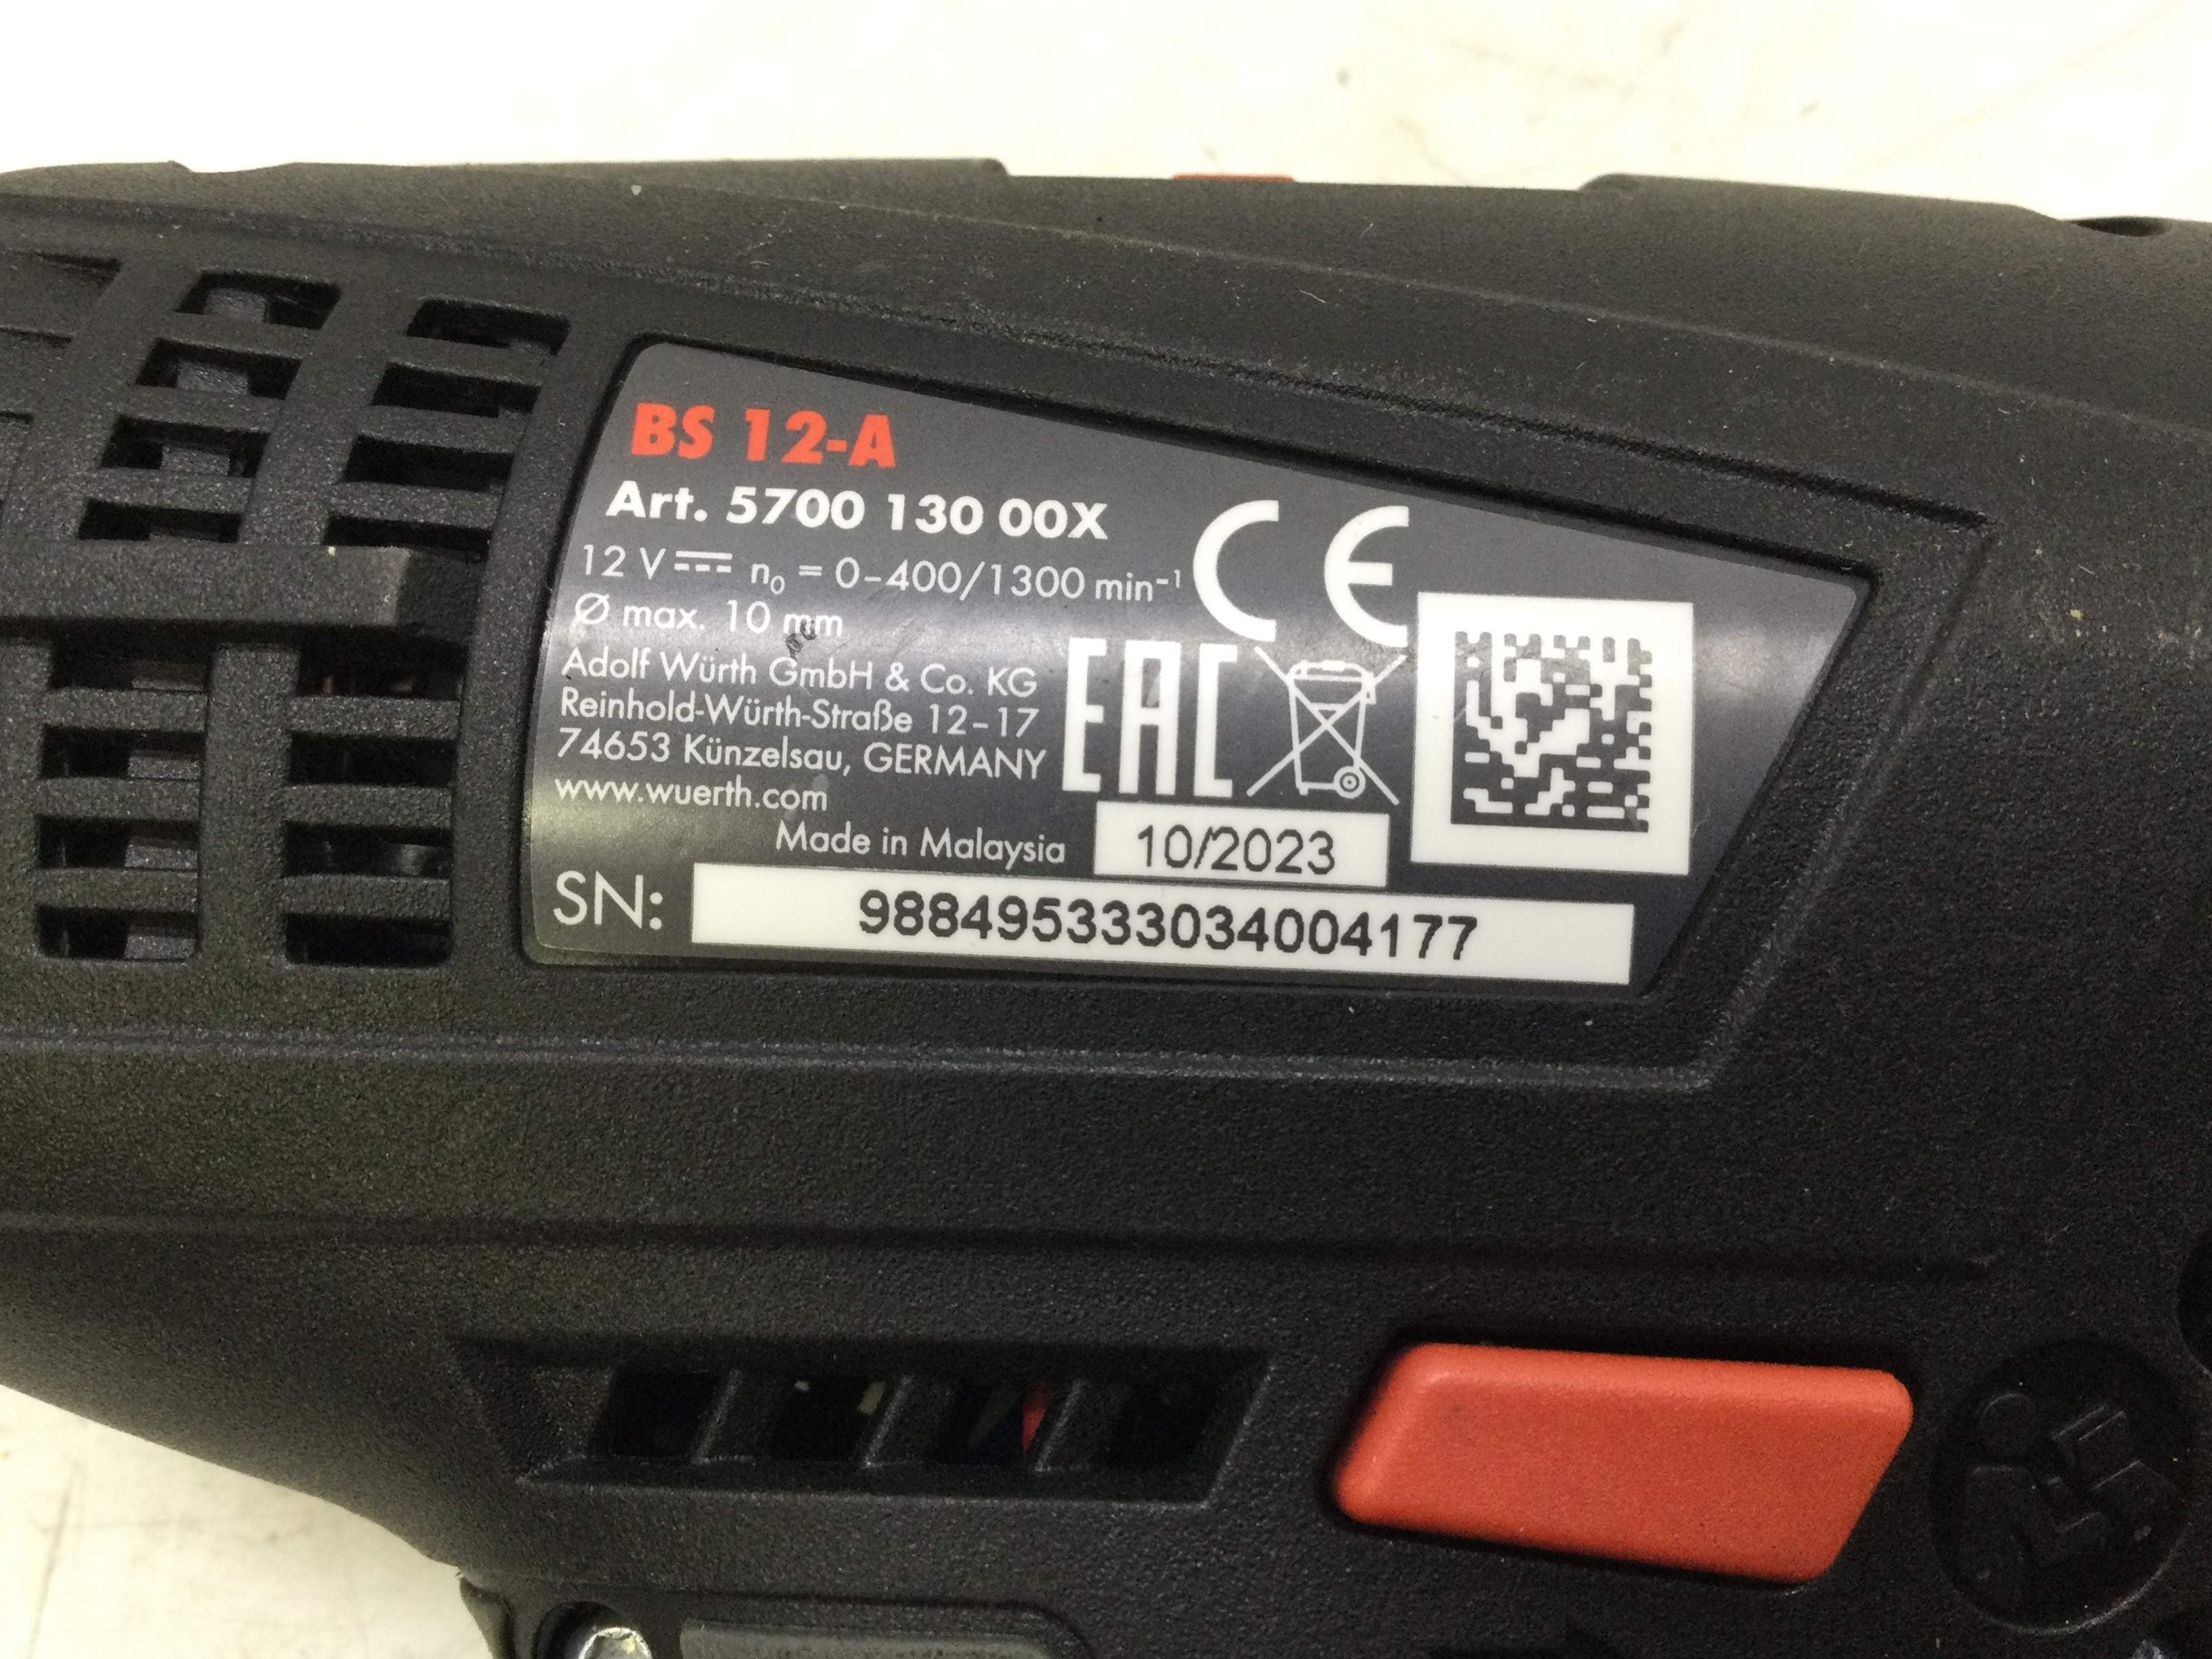 BS 12-A
Art. 5700 130 00X
12 V⎓ n₀ = 0-400/1300 min⁻¹
Ø max. 10 mm
CE
Adolf Würth GmbH & Co. KG
Reinhold-Würth-Straße 12-17
74653 Künzelsau, GERMANY
www.wuerth.com
EAC
Made in Malaysia 10/2023
SN: 988495333034004177